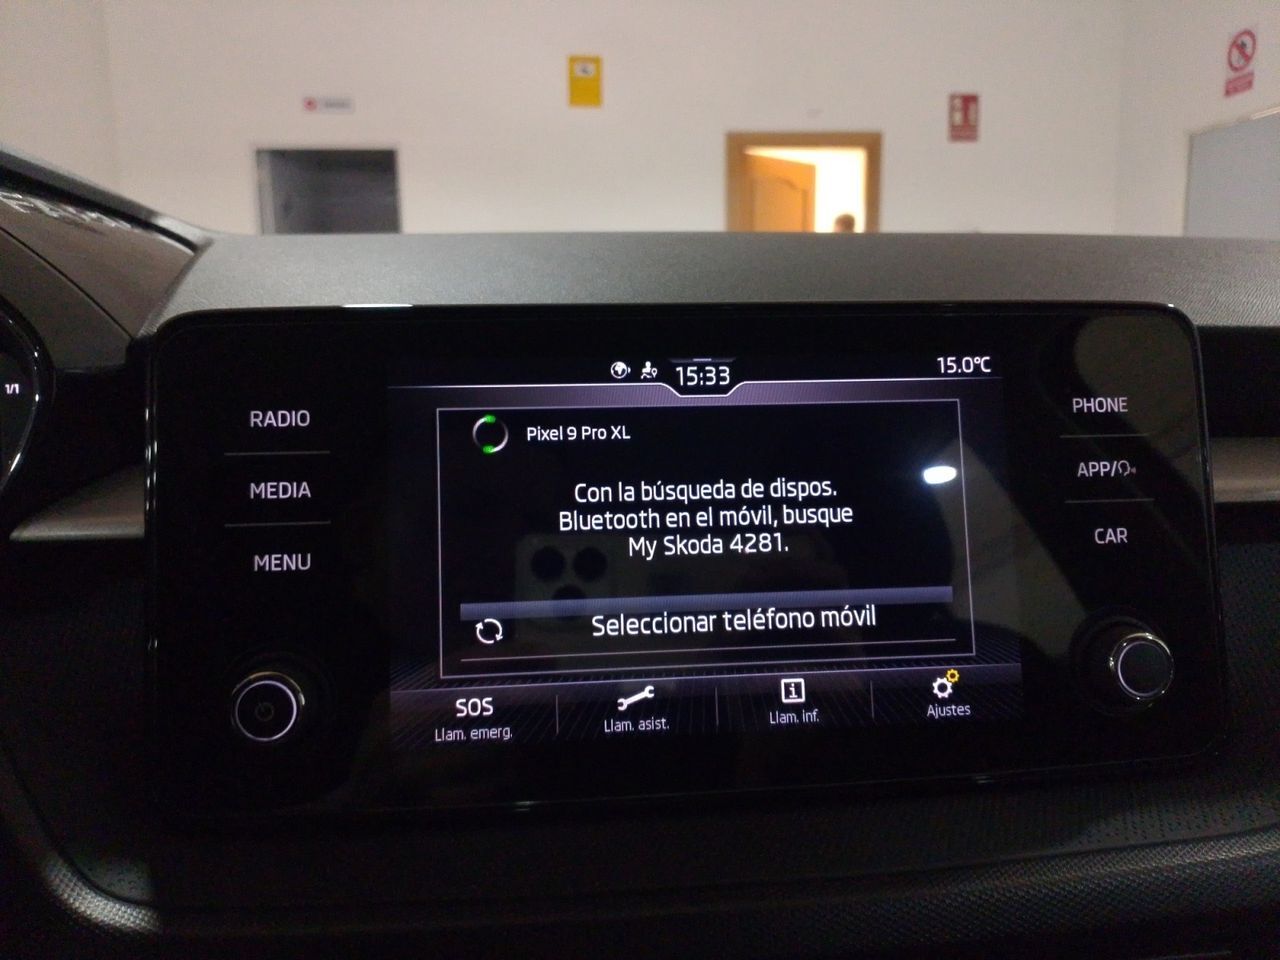 15:33
15.0°C
1/1
RADIO
MEDIA
MENU
Pixel 9 Pro XL
Con la búsqueda de dispos.
Bluetooth en el móvil, busque
My Skoda 4281.
Seleccionar teléfono móvil
SOS
Llam. emerg.
Llam. asist.
Llam. inf.
Ajustes
PHONE
APP/
CAR